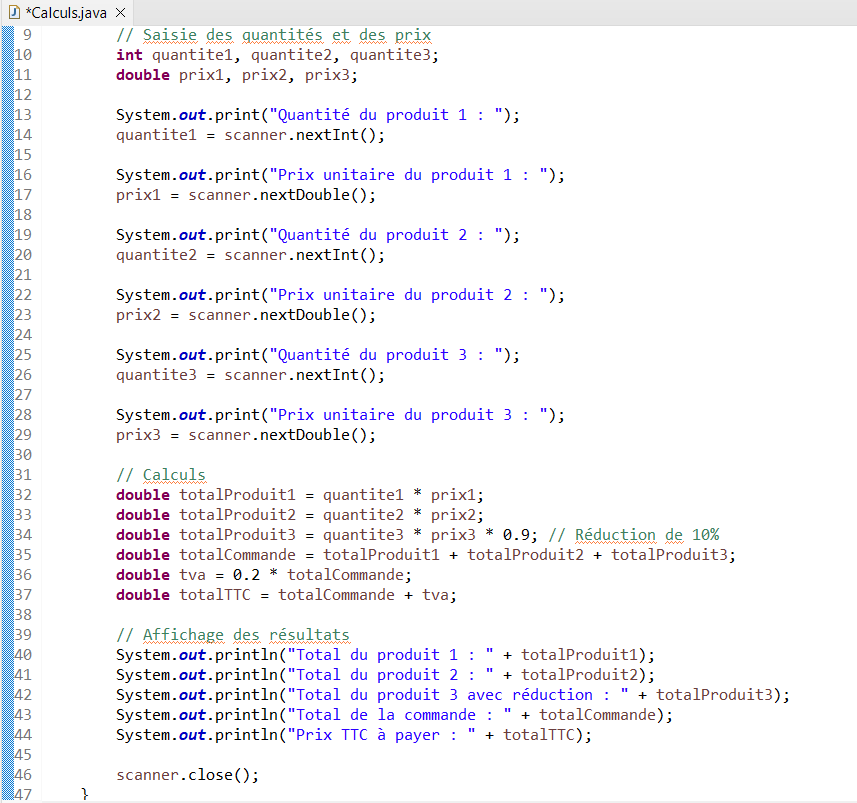 *Calculs.java
9 // Saisie des quantités et des prix
10 int quantite1, quantite2, quantite3;
11 double prix1, prix2, prix3;
12
13 System.out.print("Quantité du produit 1 : ");
14 quantite1 = scanner.nextInt();
15
16 System.out.print("Prix unitaire du produit 1 : ");
17 prix1 = scanner.nextDouble();
18
19 System.out.print("Quantité du produit 2 : ");
20 quantite2 = scanner.nextInt();
21
22 System.out.print("Prix unitaire du produit 2 : ");
23 prix2 = scanner.nextDouble();
24
25 System.out.print("Quantité du produit 3 : ");
26 quantite3 = scanner.nextInt();
27
28 System.out.print("Prix unitaire du produit 3 : ");
29 prix3 = scanner.nextDouble();
30
31 // Calculs
32 double totalProduit1 = quantite1 * prix1;
33 double totalProduit2 = quantite2 * prix2;
34 double totalProduit3 = quantite3 * prix3 * 0.9; // Réduction de 10%
35 double totalCommande = totalProduit1 + totalProduit2 + totalProduit3;
36 double tva = 0.2 * totalCommande;
37 double totalTTC = totalCommande + tva;
38
39 // Affichage des résultats
40 System.out.println("Total du produit 1 : " + totalProduit1);
41 System.out.println("Total du produit 2 : " + totalProduit2);
42 System.out.println("Total du produit 3 avec réduction : " + totalProduit3);
43 System.out.println("Total de la commande : " + totalCommande);
44 System.out.println("Prix TTC à payer : " + totalTTC);
45
46 scanner.close();
47 }